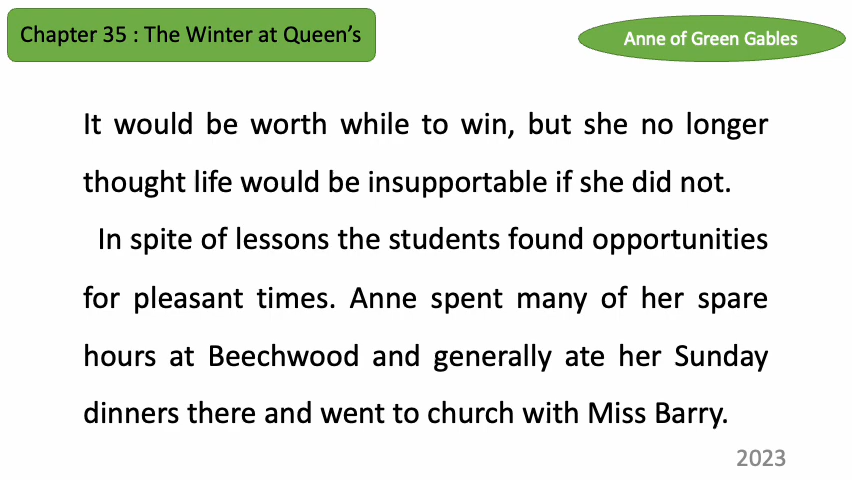 Chapter 35 : The Winter at Queen’s
Anne of Green Gables
It would be worth while to win, but she no longer
thought life would be insupportable if she did not.
In spite of lessons the students found opportunities
for pleasant times. Anne spent many of her spare
hours at Beechwood and generally ate her Sunday
dinners there and went to church with Miss Barry.
2023